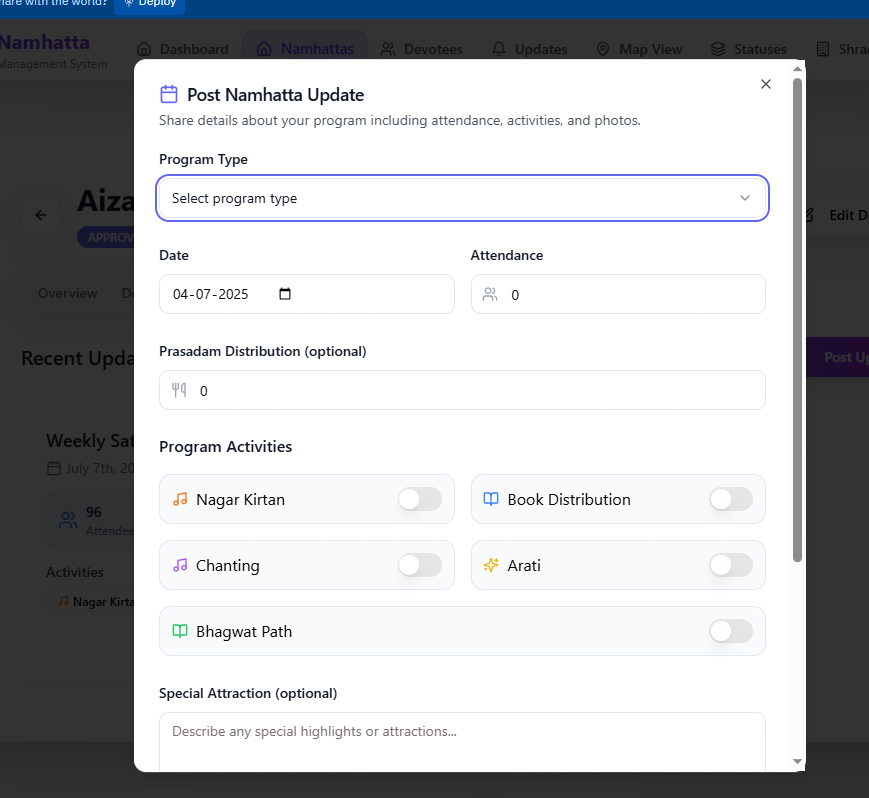 hare with the world?
Deploy
Namhatta
Management System
Dashboard
Namhattas
Devotees
Updates
Map View
Statuses
Shra
Post Namhatta Update
Share details about your program including attendance, activities, and photos.
Program Type
Select program type
Aiza
APPROV
Edit D
Date
Attendance
04-07-2025
0
Overview
De
Prasadam Distribution (optional)
0
Recent Upda
Post Up
Program Activities
Weekly Sat
July 7th, 20
Nagar Kirtan
Book Distribution
96
Attendee
Chanting
Arati
Activities
Nagar Kirta
Bhagwat Path
Special Attraction (optional)
Describe any special highlights or attractions...